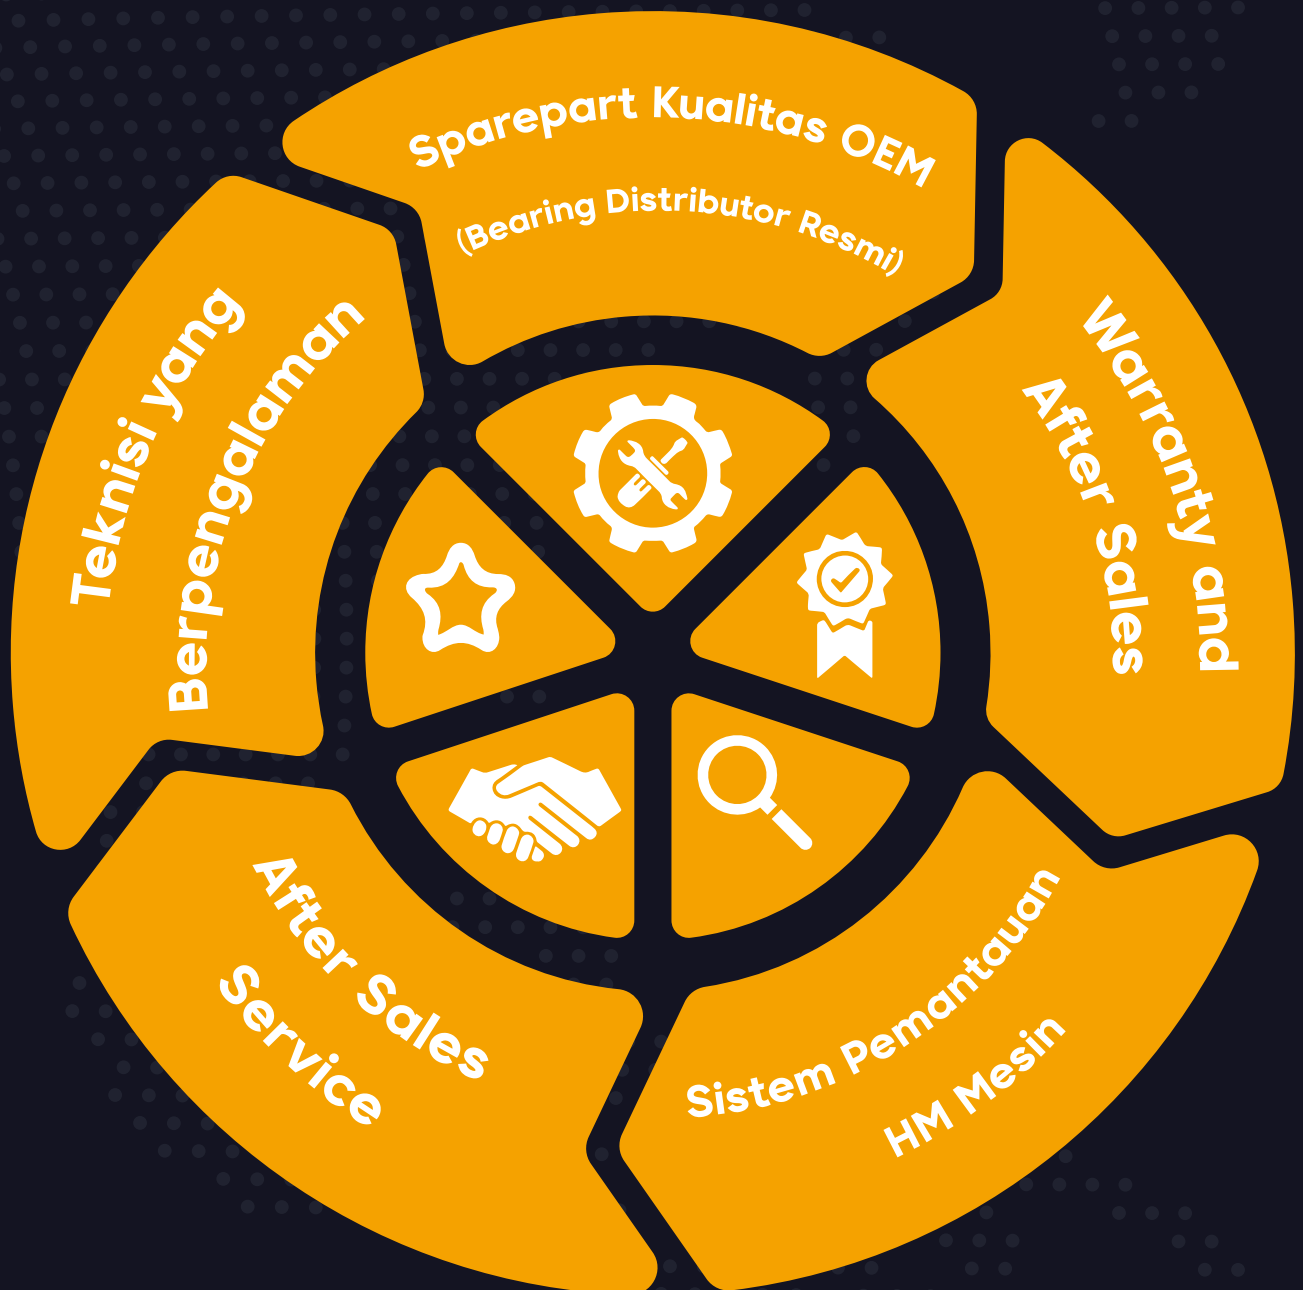 Sparepart Kualitas OEM
(Bearing Distributor Resmi)
Warranty and
After Sales
Sistem Pemantauan
HM Mesin
After Sales
Service
Teknisi yang
Berpengalaman